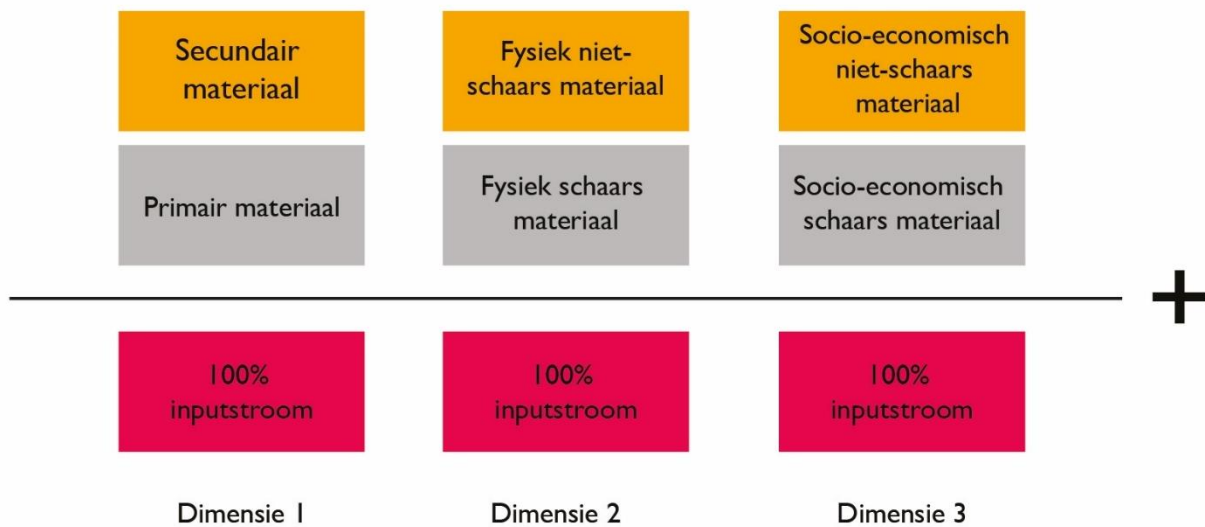 Secundair
materiaal
Fysiek niet-
schaars materiaal
Socio-economisch
niet-schaars
materiaal
Primair materiaal
Fysiek schaars
materiaal
Socio-economisch
schaars materiaal
+
100%
inputstroom
100%
inputstroom
100%
inputstroom
Dimensie 1
Dimensie 2
Dimensie 3